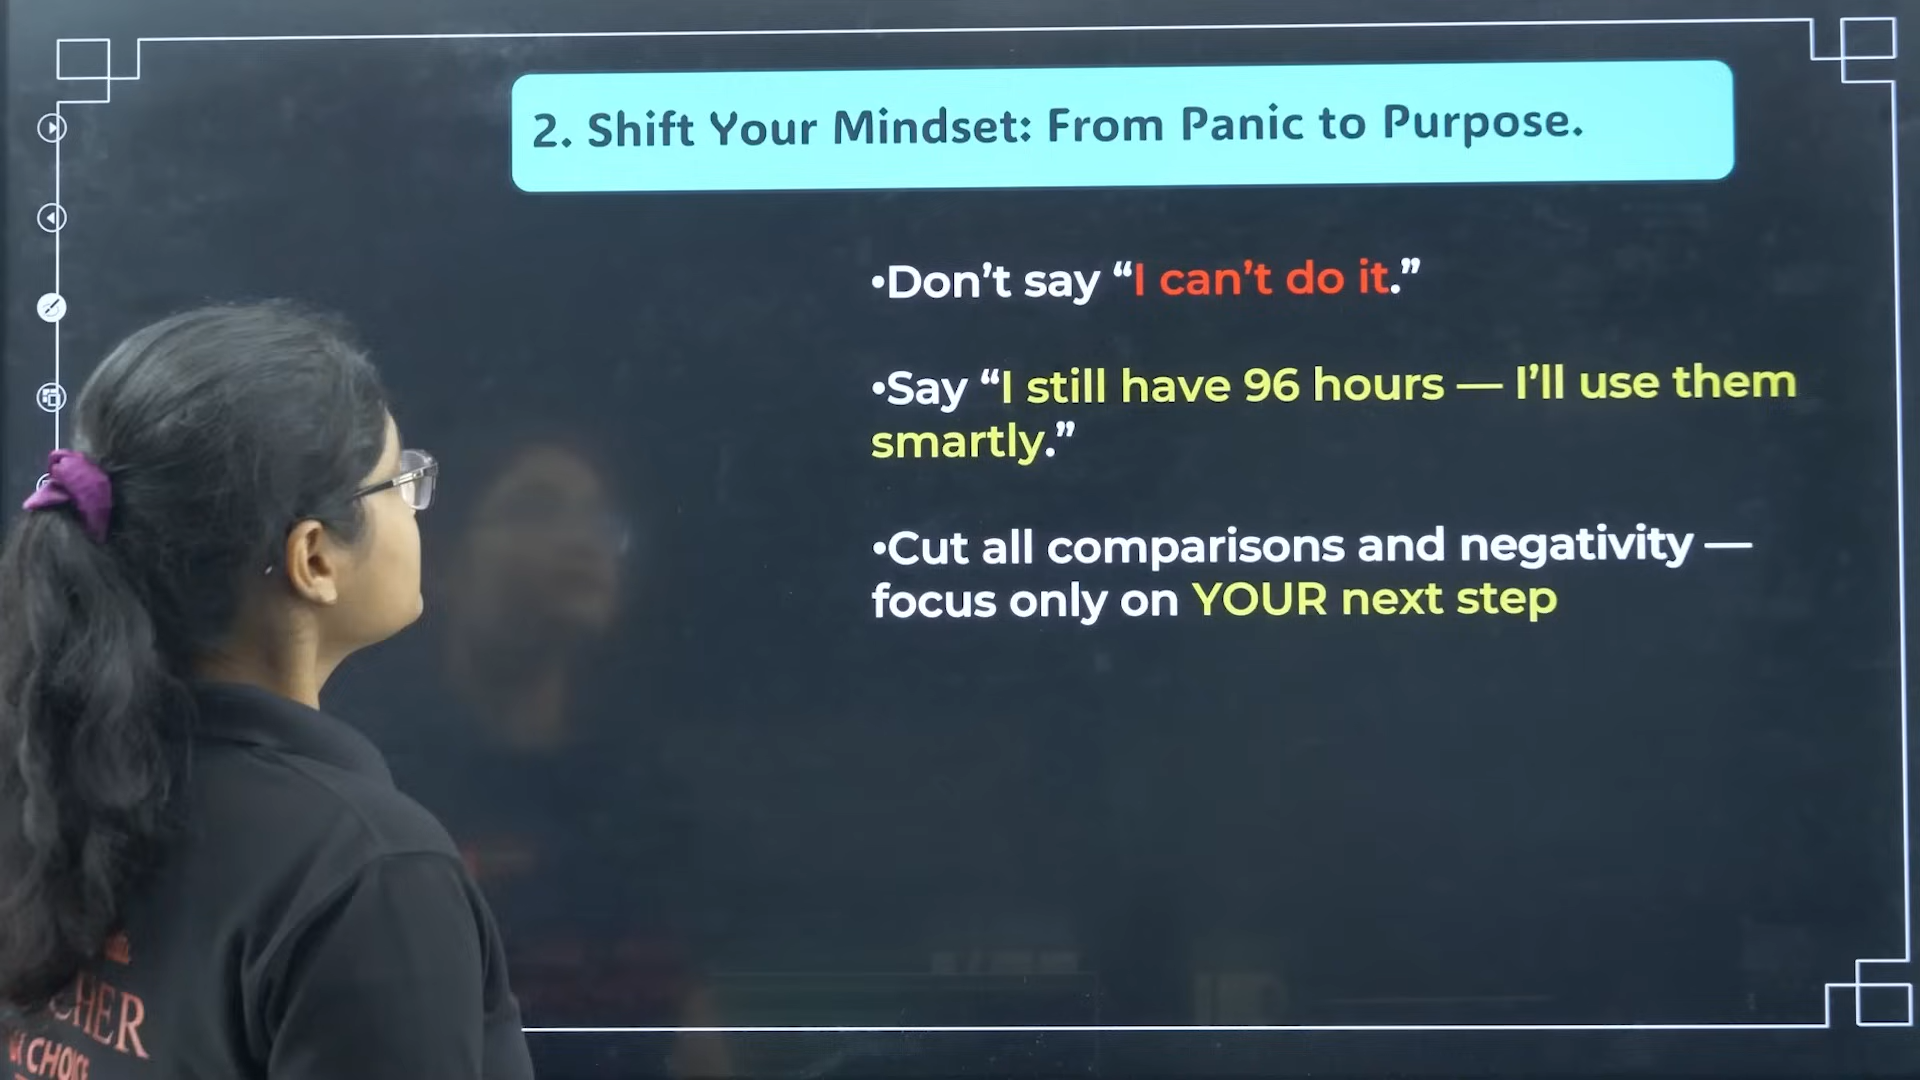 2. Shift Your Mindset: From Panic to Purpose.
•Don’t say “I can’t do it.”
•Say “I still have 96 hours — I’ll use them
smartly.”
•Cut all comparisons and negativity —
focus only on YOUR next step